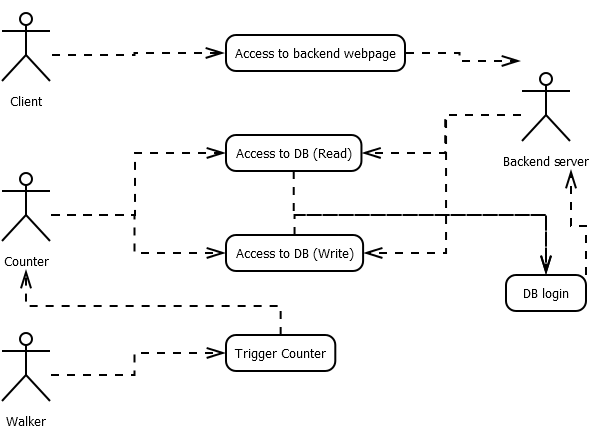 Client
Access to backend webpage
Backend server
Access to DB (Read)
Counter
Access to DB (Write)
DB login
Trigger Counter
Walker